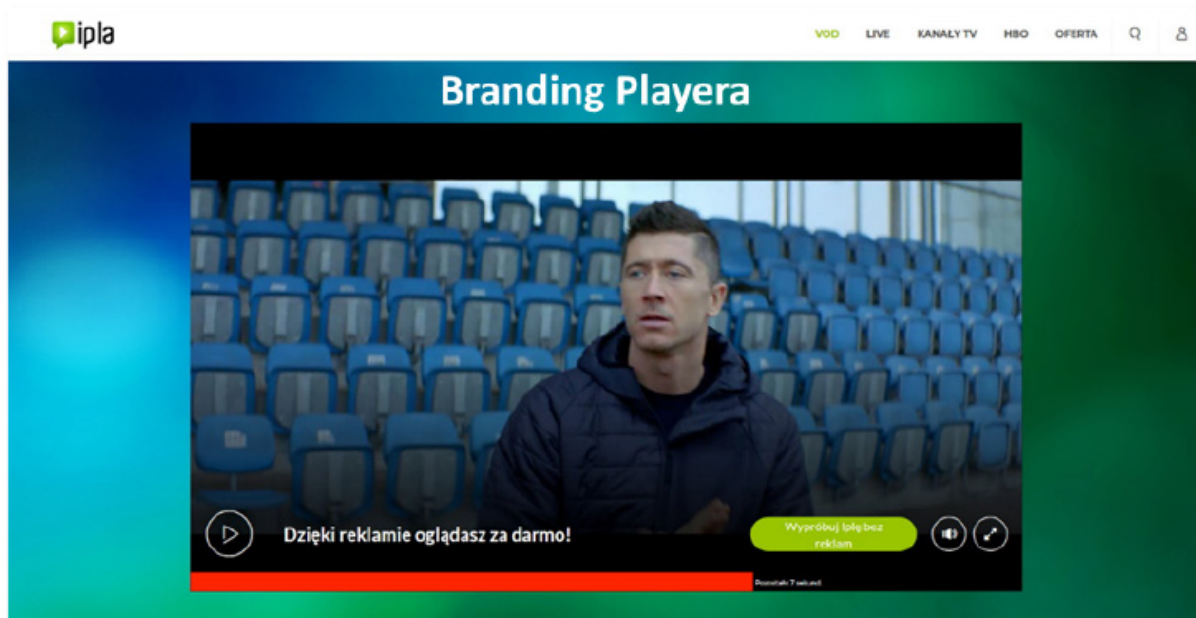 ipla
VOD LIVE KANAŁY TV HBO OFERTA
Branding Playera
Dzięki reklamie oglądasz za darmo!
Wypróbuj Iplę bez
reklam
Pozostało 7 sekund